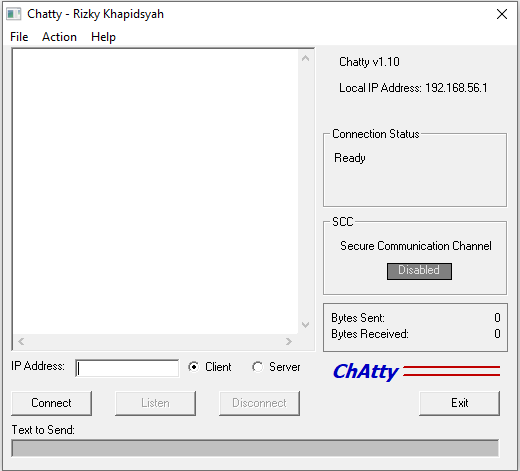 Chatty - Rizky Khapidsyah
File Action Help
Chatty v1.10
Local IP Address: 192.168.56.1
Connection Status
Ready
SCC
Secure Communication Channel
Disabled
Bytes Sent: 0
Bytes Received: 0
IP Address: Client Server
ChAtty
Connect Listen Disconnect Exit
Text to Send: